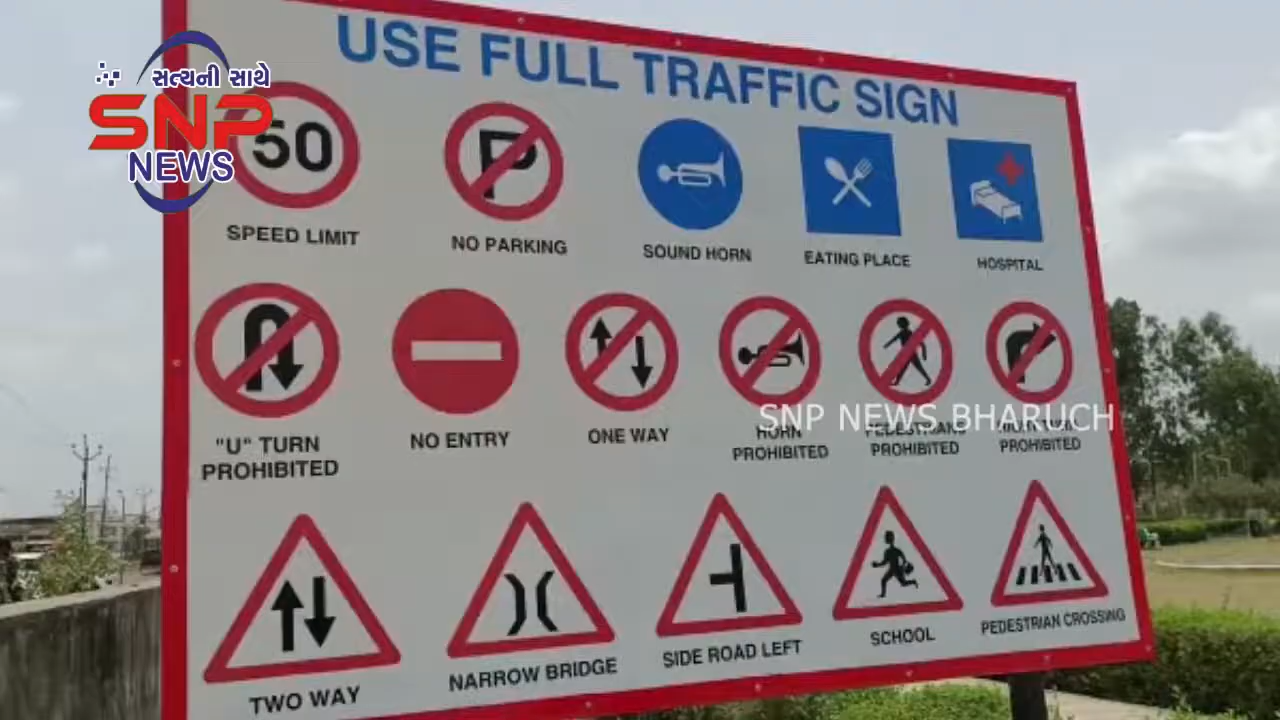 સત્યની સાથે
SNP
NEWS
USE FULL TRAFFIC SIGN
50
P
SPEED LIMIT
NO PARKING
SOUND HORN
EATING PLACE
HOSPITAL
"U" TURN
PROHIBITED
NO ENTRY
ONE WAY
HORN
PROHIBITED
PEDESTRIANS
PROHIBITED
PROHIBITED
SNP NEWS BHARUCH
TWO WAY
NARROW BRIDGE
SIDE ROAD LEFT
SCHOOL
PEDESTRIAN CROSSING